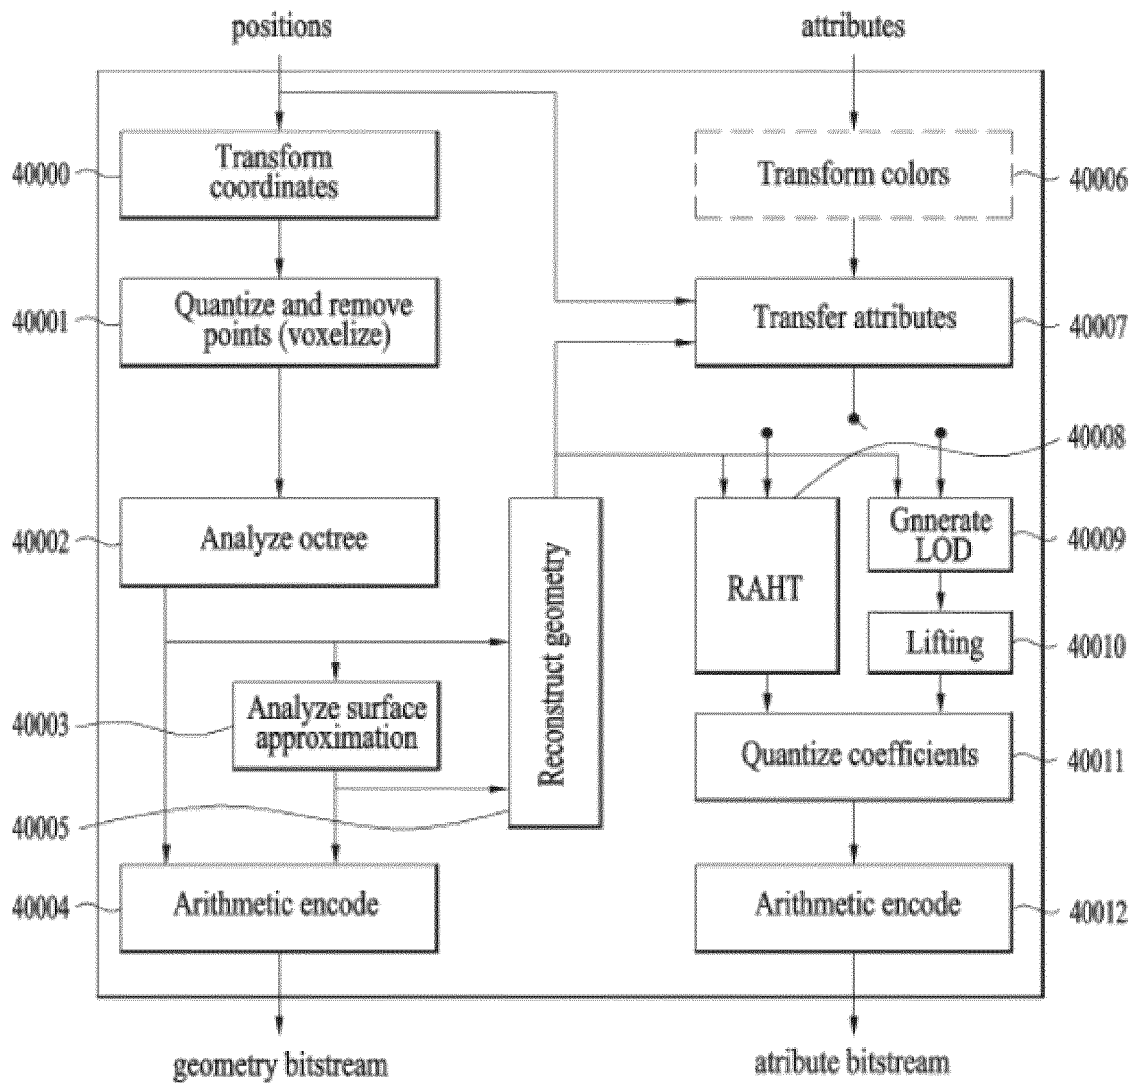 positions
attributes
40000
Transform
coordinates
Transform colors
40006
40001
Quantize and remove
points (voxelize)
Transfer attributes
40007
40008
40002
Analyze octree
Reconstruct geometry
RAHT
Gnnerate
LOD
40009
Lifting
40010
40003
Analyze surface
approximation
Quantize coefficients
40011
40005
40004
Arithmetic encode
Arithmetic encode
40012
geometry bitstream
atribute bitstream